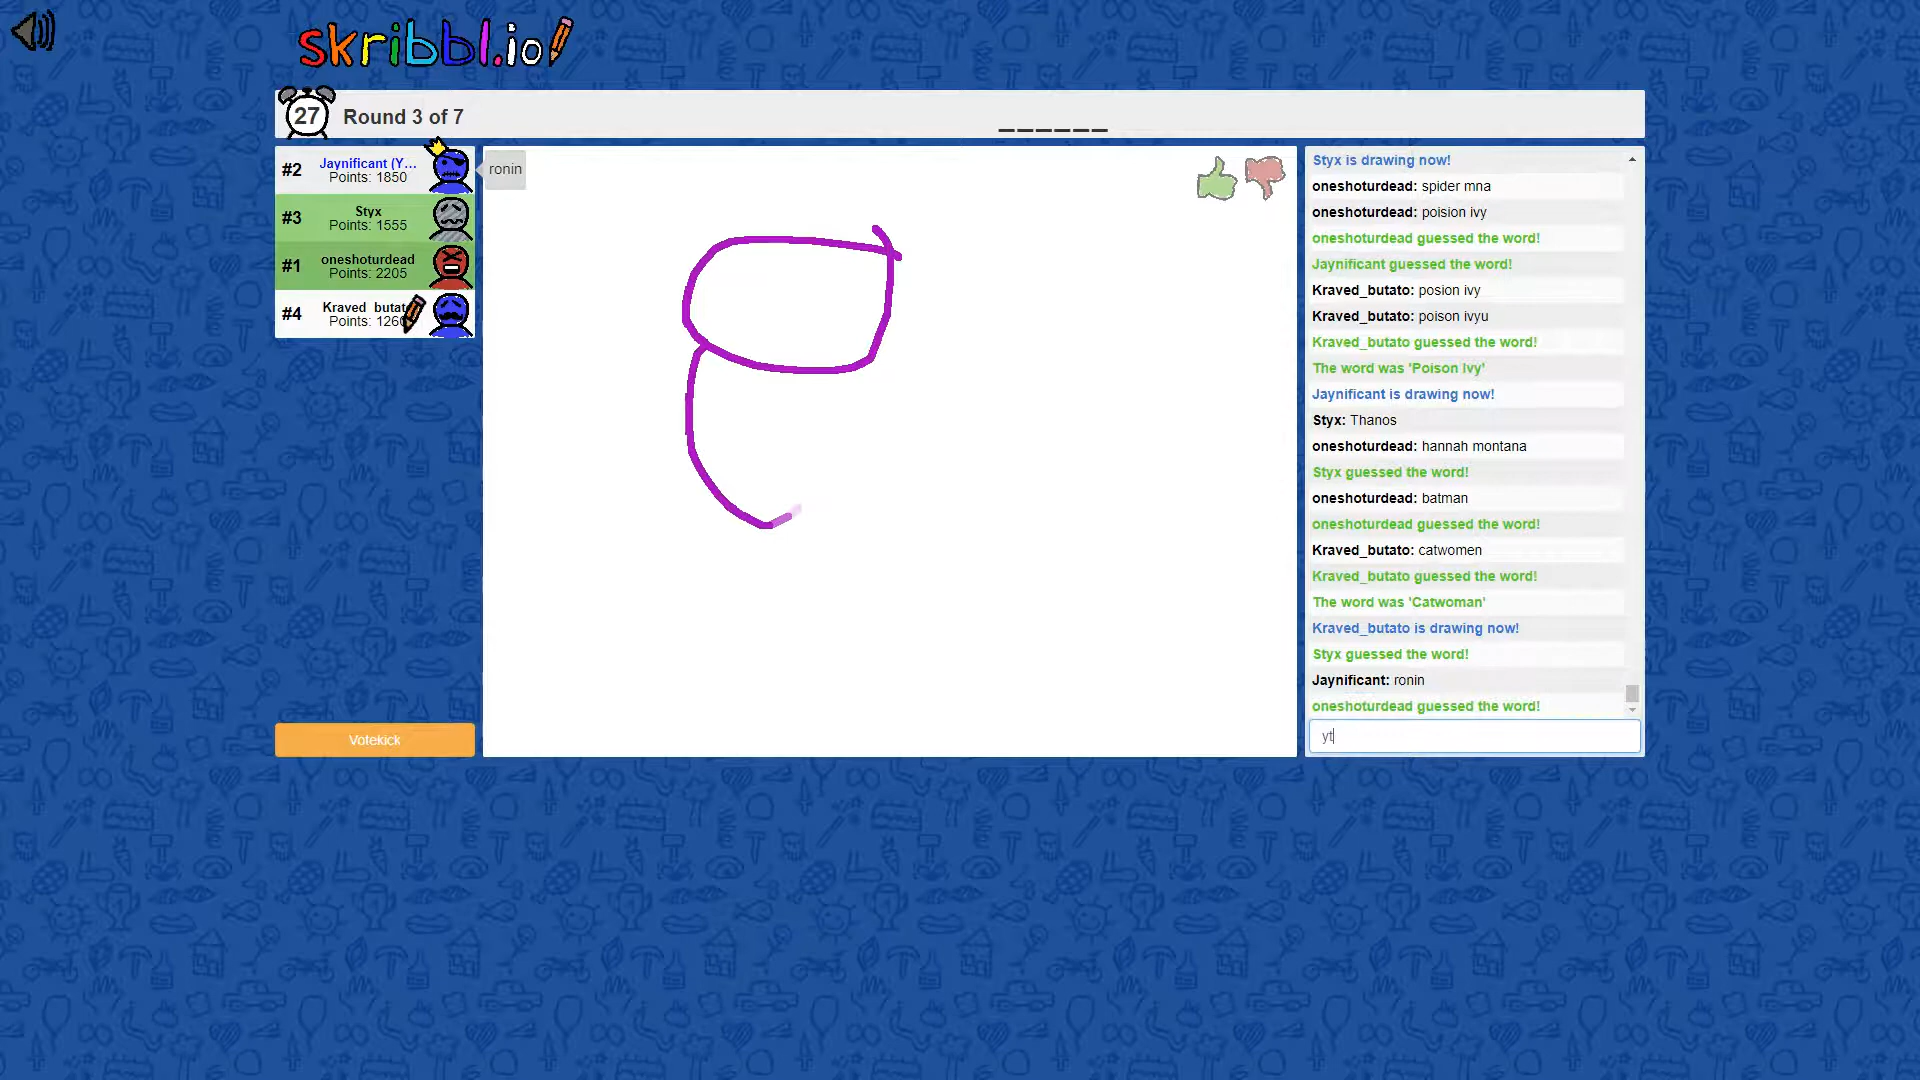 skribbl.io
27
Round 3 of 7
______
#2
Jaynificant (Y...
Points: 1850
#3
Styx
Points: 1555
#1
oneshoturdead
Points: 2205
#4
Kraved_butat
Points: 1260
ronin
Votekick
Styx is drawing now!
oneshoturdead: spider mna
oneshoturdead: poision ivy
oneshoturdead guessed the word!
Jaynificant guessed the word!
Kraved_butato: posion ivy
Kraved_butato: poison ivyu
Kraved_butato guessed the word!
The word was 'Poison Ivy'
Jaynificant is drawing now!
Styx: Thanos
oneshoturdead: hannah montana
Styx guessed the word!
oneshoturdead: batman
oneshoturdead guessed the word!
Kraved_butato: catwomen
Kraved_butato guessed the word!
The word was 'Catwoman'
Kraved_butato is drawing now!
Styx guessed the word!
Jaynificant: ronin
oneshoturdead guessed the word!
yt